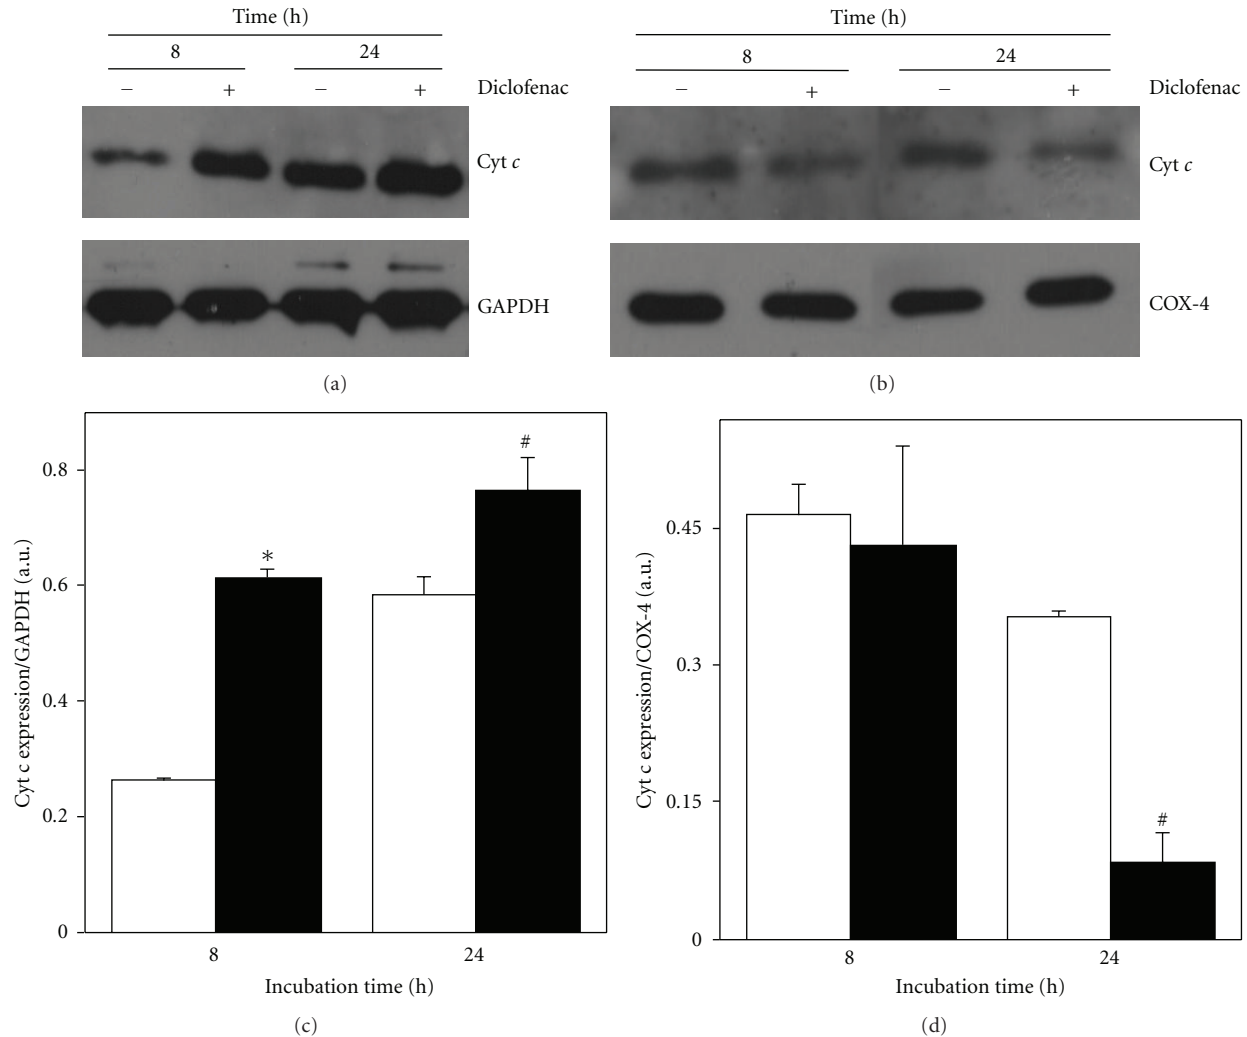 Time (h)
8 24
− + − + Diclofenac
Cyt c
GAPDH
(a)
Time (h)
8 24
− + − + Diclofenac
Cyt c
COX-4
(b)
Cyt c expression/GAPDH (a.u.)
0.8
0.6
0.4
0.2
0
*
#
8 24
Incubation time (h)
(c)
Cyt c expression/COX-4 (a.u.)
0.45
0.3
0.15
0
#
8 24
Incubation time (h)
(d)